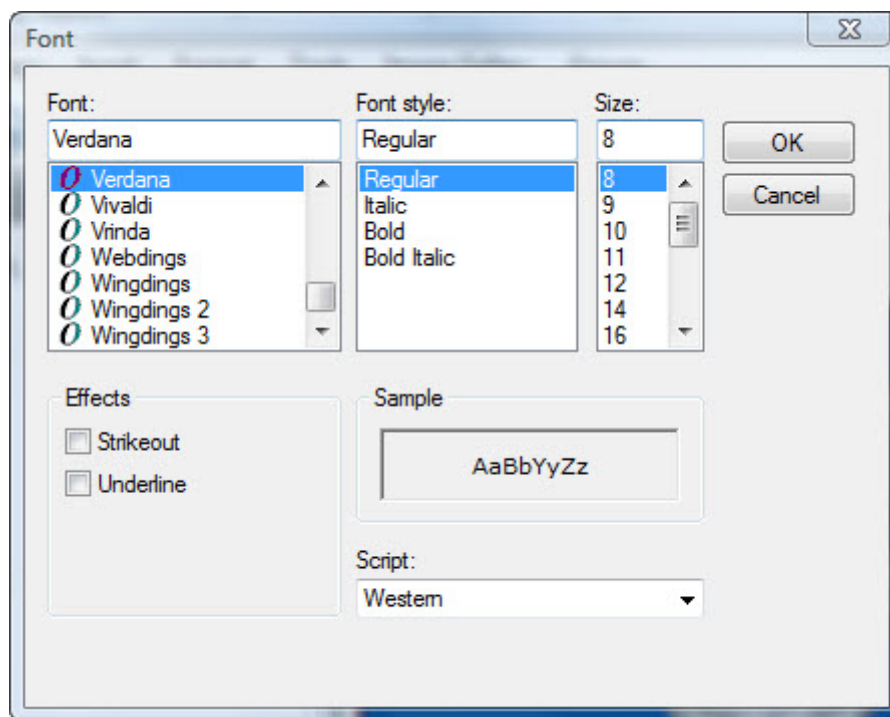 Font
Font:
Verdana
Verdana
Vivaldi
Vrinda
Webdings
Wingdings
Wingdings 2
Wingdings 3
Font style:
Regular
Regular
Italic
Bold
Bold Italic
Size:
8
8
9
10
11
12
14
16
OK
Cancel
Effects
Strikeout
Underline
Sample
AaBbYyZz
Script:
Western